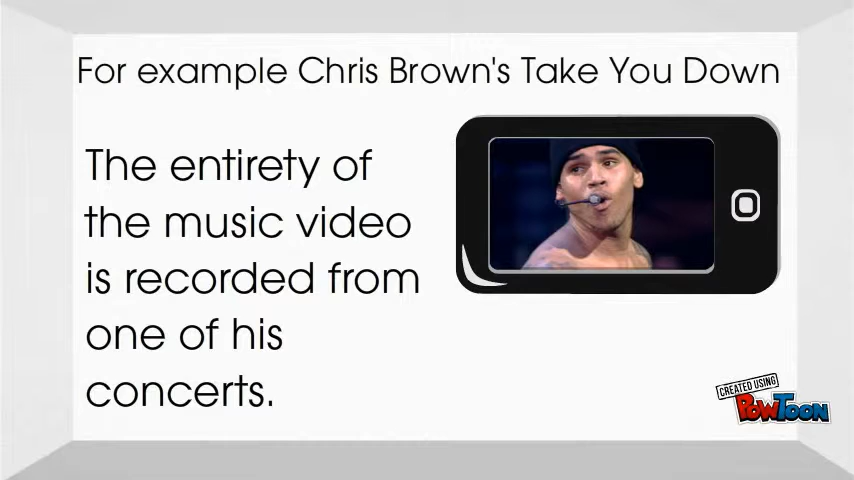 For example Chris Brown's Take You Down
The entirety of
the music video
is recorded from
one of his
concerts.
CREATED USING
POWTOON